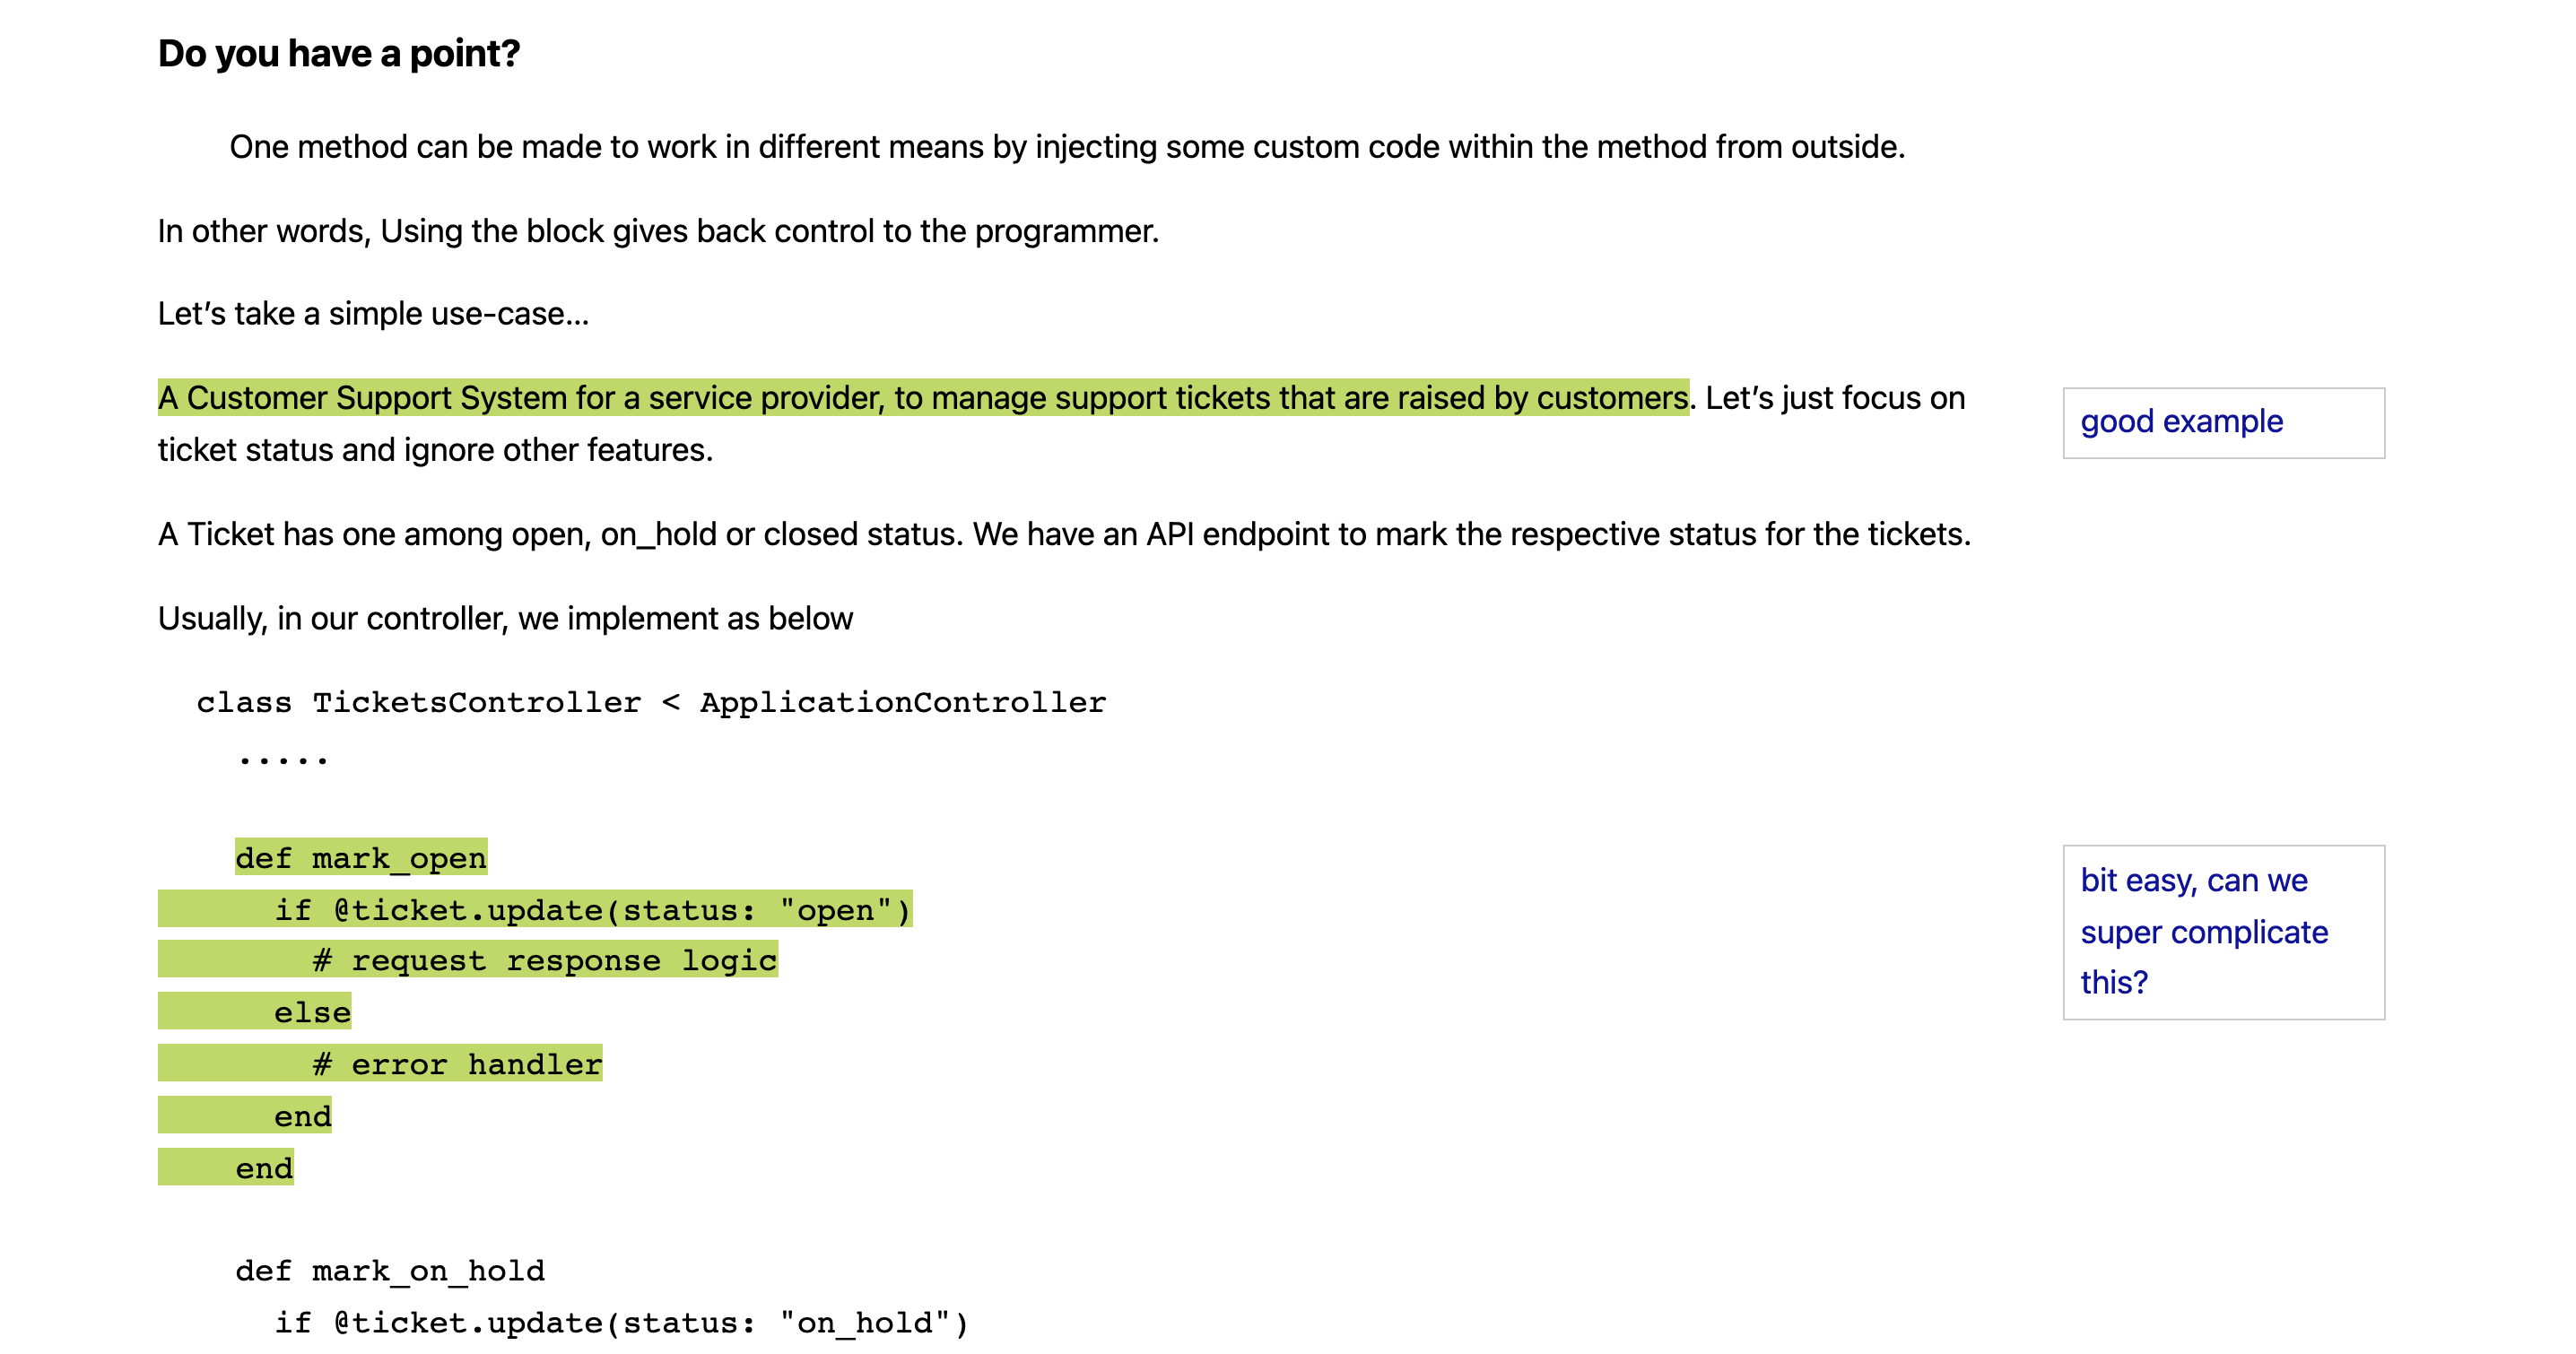 Do you have a point?
One method can be made to work in different means by injecting some custom code within the method from outside.
In other words, Using the block gives back control to the programmer.
Let’s take a simple use-case...
A Customer Support System for a service provider, to manage support tickets that are raised by customers. Let’s just focus on
ticket status and ignore other features.
good example
A Ticket has one among open, on_hold or closed status. We have an API endpoint to mark the respective status for the tickets.
Usually, in our controller, we implement as below
class TicketsController < ApplicationController
.....
def mark_open
if @ticket.update(status: "open")
# request response logic
else
# error handler
end
end
bit easy, can we
super complicate
this?
def mark_on_hold
if @ticket.update(status: "on_hold")